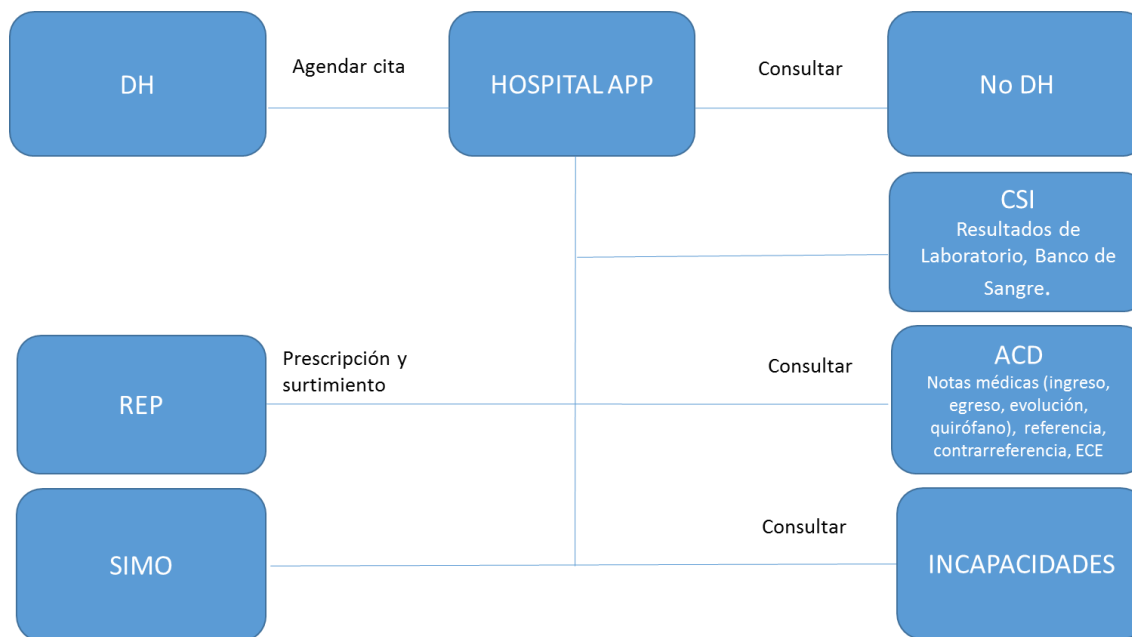 DH
Agendar cita
HOSPITAL APP
Consultar
No DH
CSI
Resultados de
Laboratorio, Banco de
Sangre.
REP
Prescripción y
surtimiento
Consultar
ACD
Notas médicas (ingreso,
egreso, evolución,
quirófano), referencia,
contrarreferencia, ECE
SIMO
Consultar
INCAPACIDADES